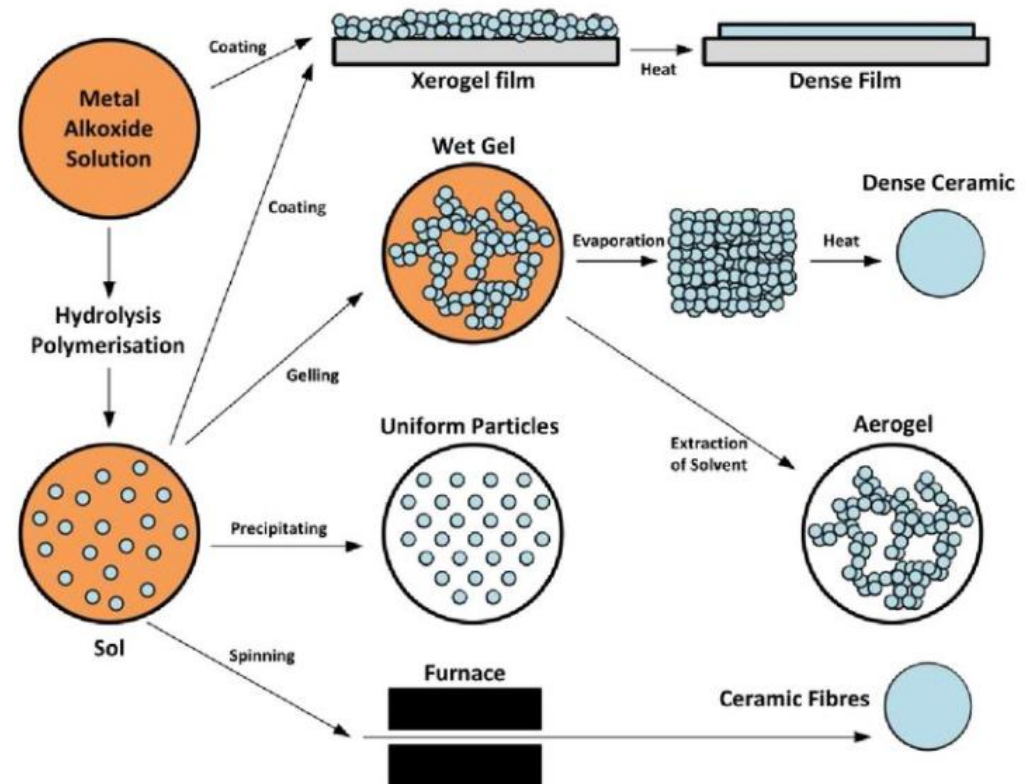 Coating
Xerogel film
Heat
Dense Film
Metal
Alkoxide
Solution
Wet Gel
Dense Ceramic
Coating
Evaporation
Heat
Hydrolysis
Polymerisation
Gelling
Uniform Particles
Aerogel
Extraction
of Solvent
Precipitating
Sol
Spinning
Furnace
Ceramic Fibres